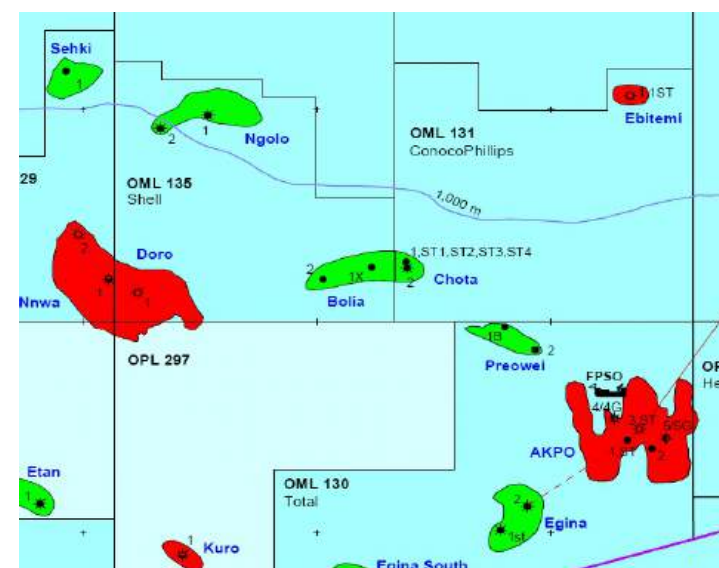 Sehki
1
1
2
Ngolo
1,1ST
Ebitemi
OML 131
ConocoPhillips
29
OML 135
Shell
1,000 m
2
Doro
1
Nnwa
1,ST1,ST2,ST3,ST4
2
1X
2
Chota
Bolia
OPL 297
1B
2
Preowei
FPSO
4/4G
3,ST
5/5G
AKPO
1,ST
2
Etan
1
OML 130
Total
2
1st
Egina
1
Kuro
Egina South